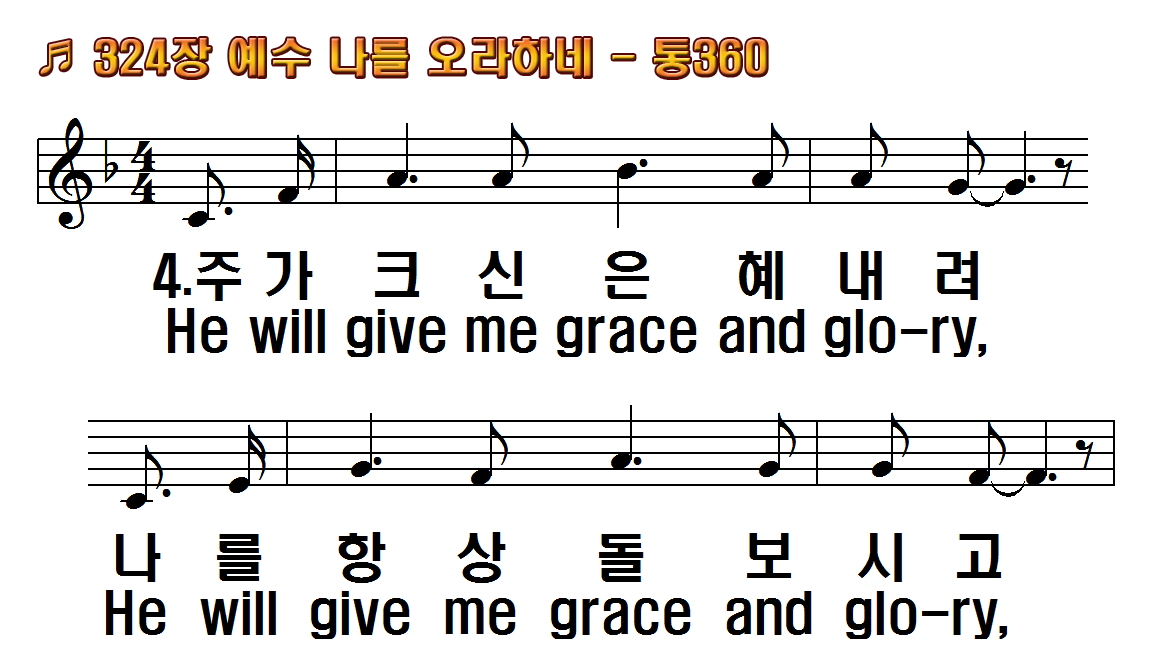 ♬ 324장 예수 나를 오라하네 - 통360
4.주 가 크 신 은 혜 내 려
He will give me grace and glo-ry,
나 를 항 상 돌 보 시 고
He will give me grace and glo-ry,